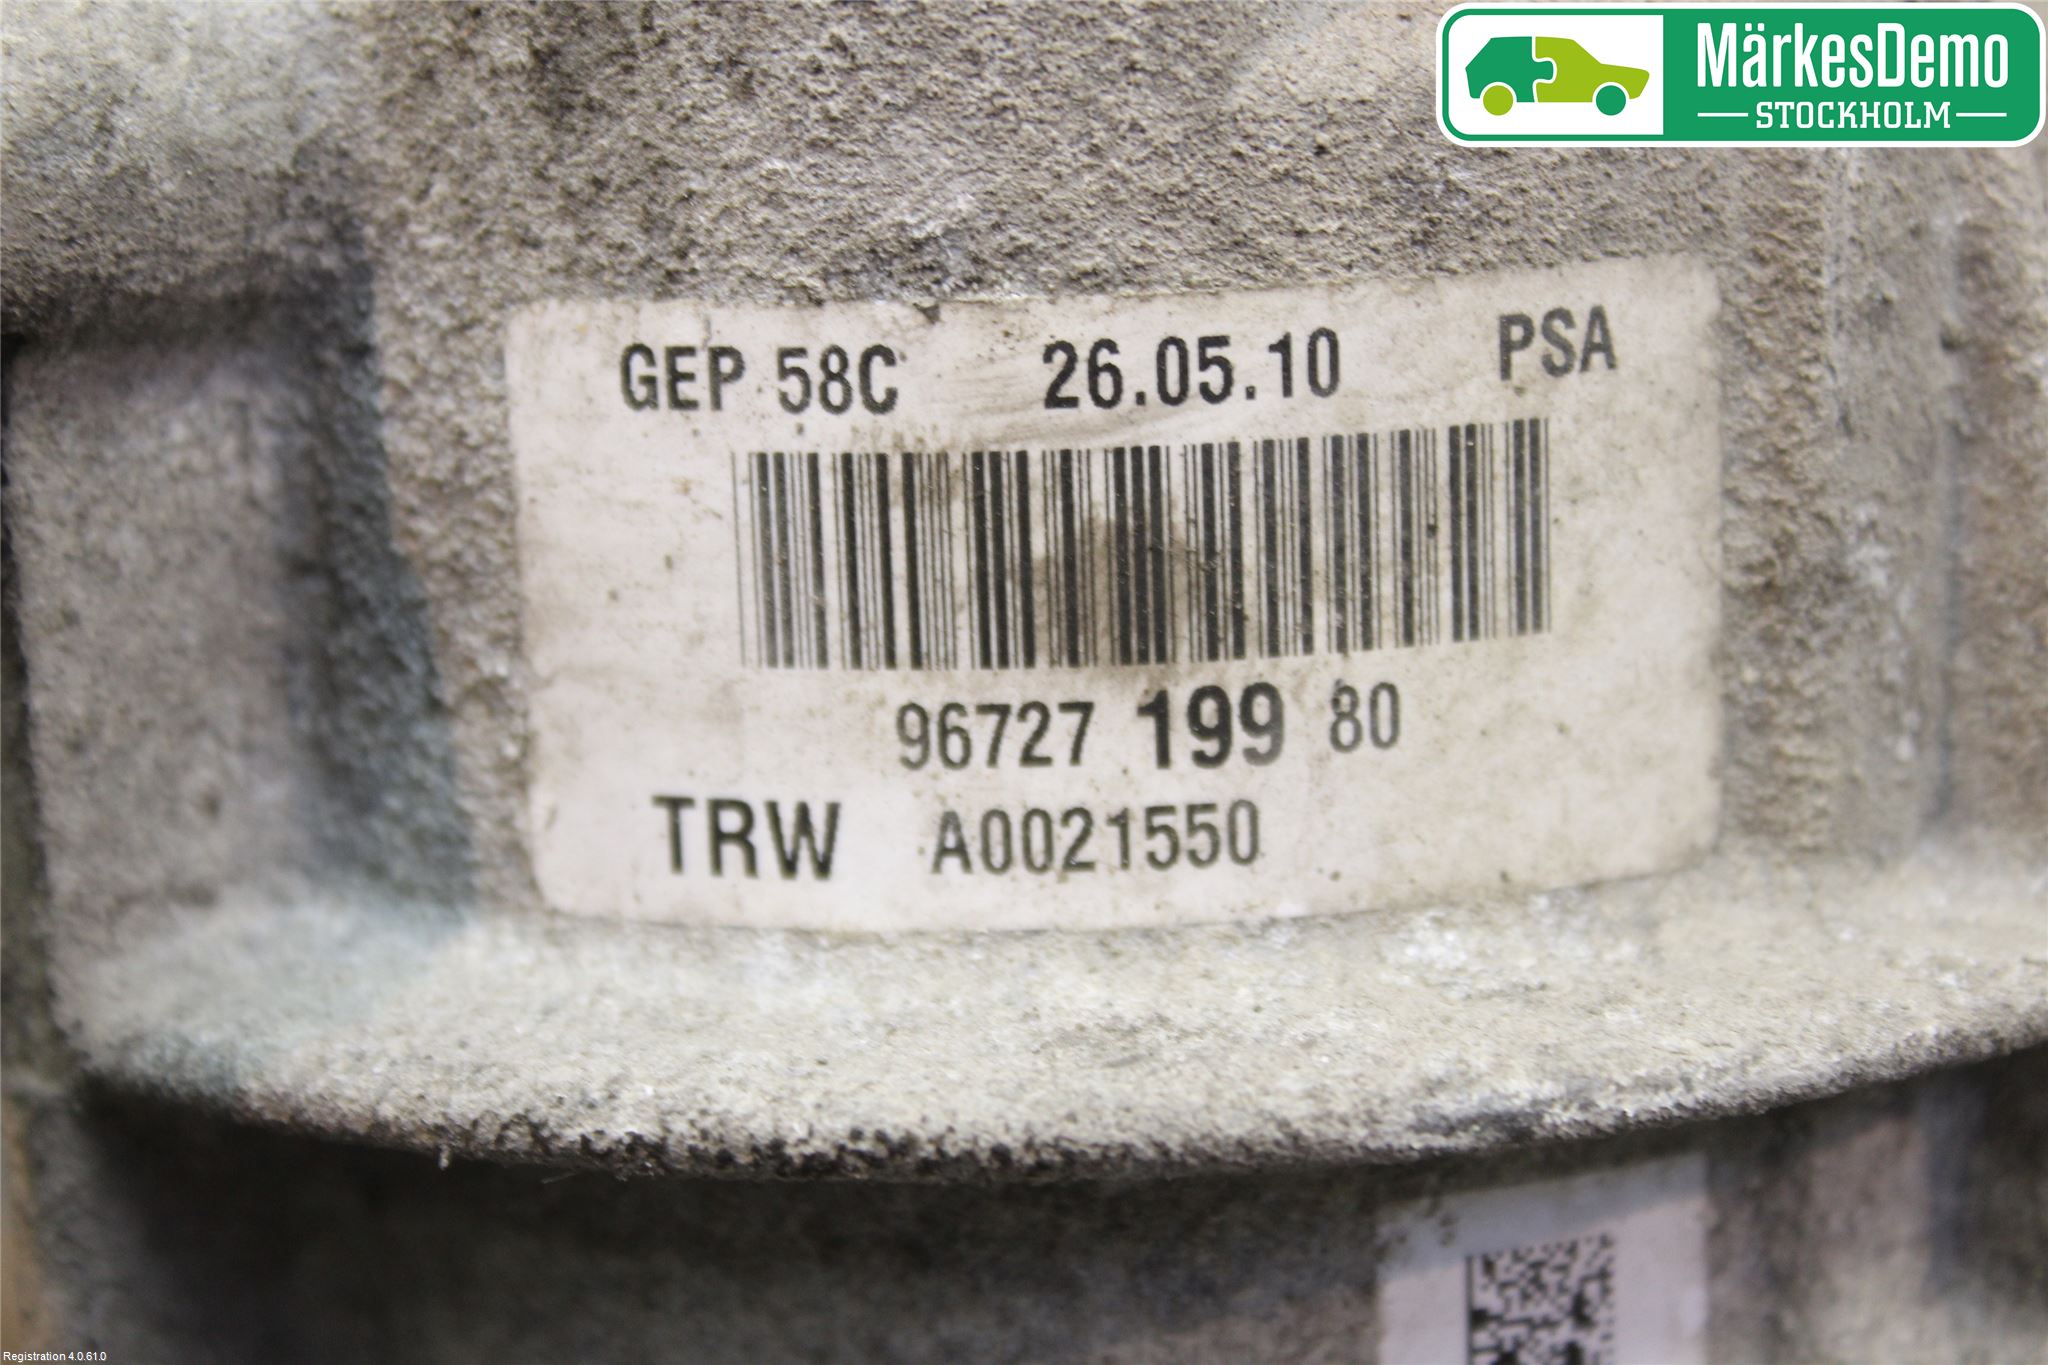 MärkesDemo
STOCKHOLM
GEP 58C 26.05.10 PSA
96727 199 80
TRW A0021550
Registration 4.0.61.0